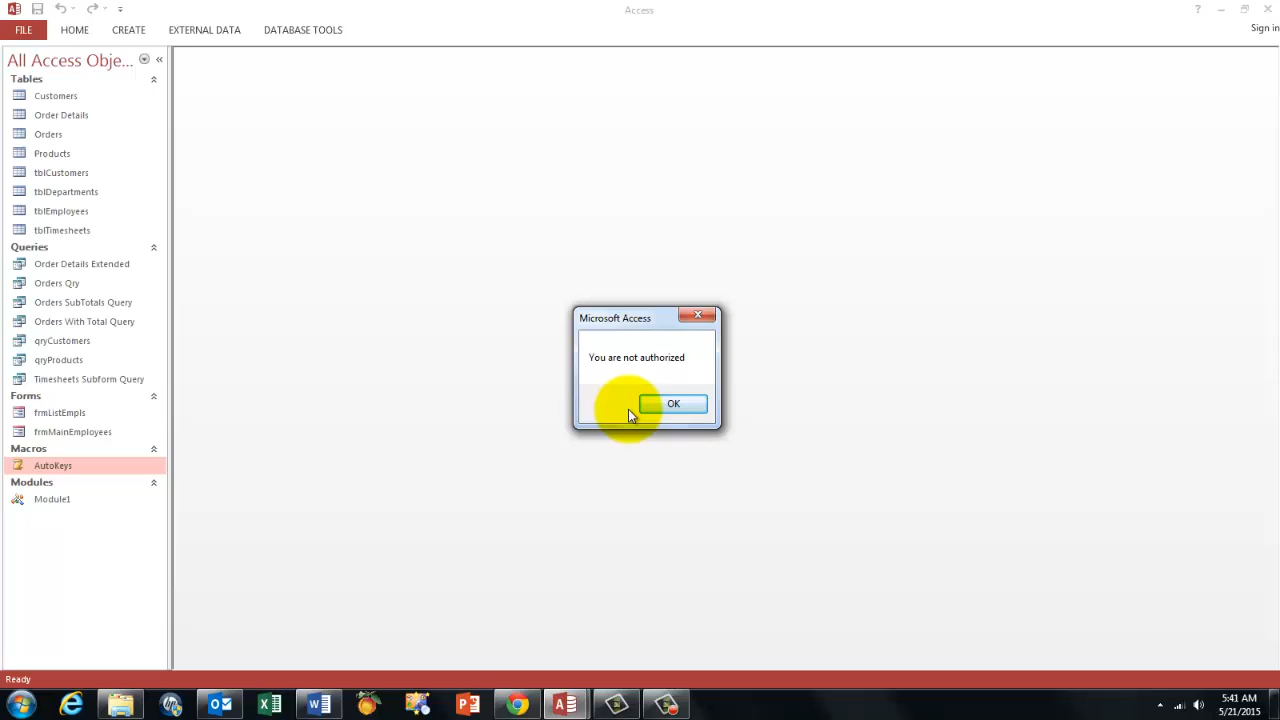 Access
?
FILE
HOME
CREATE
EXTERNAL DATA
DATABASE TOOLS
Sign in
All Access Obje...
Tables
Customers
Order Details
Orders
Products
tblCustomers
tblDepartments
tblEmployees
tblTimesheets
Queries
Order Details Extended
Orders Qry
Orders SubTotals Query
Orders With Total Query
qryCustomers
qryProducts
Timesheets Subform Query
Forms
frmListEmpls
frmMainEmployees
Macros
AutoKeys
Modules
Module1
Microsoft Access
You are not authorized
OK
Ready
5:41 AM
5/21/2015